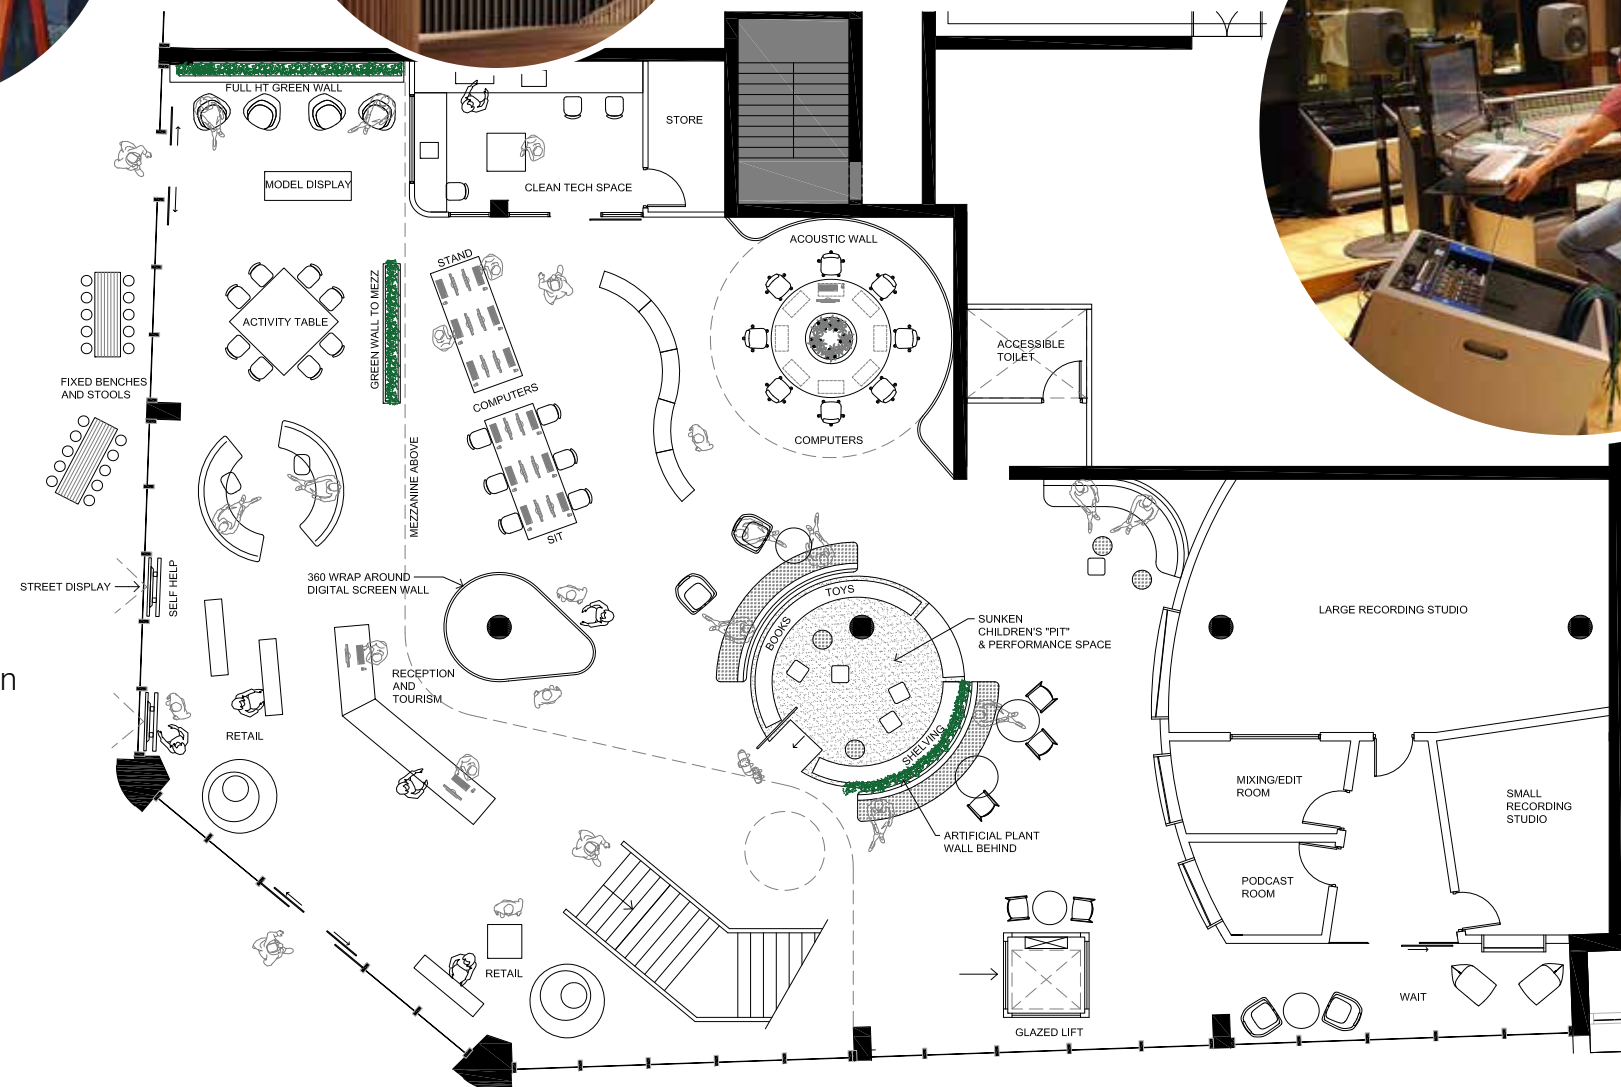 FULL HT GREEN WALL
STORE
MODEL DISPLAY
CLEAN TECH SPACE
ACOUSTIC WALL
STAND
GREEN WALL TO MEZZ
ACTIVITY TABLE
ACCESSIBLE
TOILET
FIXED BENCHES
AND STOOLS
COMPUTERS
COMPUTERS
MEZZANINE ABOVE
SIT
STREET DISPLAY
SELF HELP
360 WRAP AROUND
DIGITAL SCREEN WALL
TOYS
BOOKS
SUNKEN
CHILDREN'S "PIT"
& PERFORMANCE SPACE
LARGE RECORDING STUDIO
n
RECEPTION
AND
TOURISM
RETAIL
SHELVING
MIXING/EDIT
ROOM
SMALL
RECORDING
STUDIO
ARTIFICIAL PLANT
WALL BEHIND
PODCAST
ROOM
RETAIL
WAIT
GLAZED LIFT